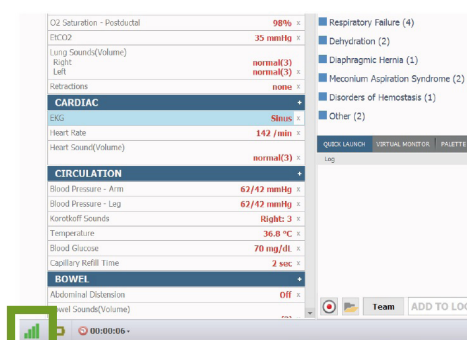 O2 Saturation - Postductal 98% x
EtCO2 35 mmHg x
Lung Sounds(Volume)
Right normal(3)
Left normal(3) x
Retractions none x
CARDIAC +
EKG Sinus x
Heart Rate 142 /min x
Heart Sound(Volume)
normal(3) x
CIRCULATION +
Blood Pressure - Arm 62/42 mmHg x
Blood Pressure - Leg 62/42 mmHg x
Korotkoff Sounds Right: 3 x
Temperature 36.8 °C x
Blood Glucose 70 mg/dL x
Capillary Refill Time 2 sec x
BOWEL +
Abdominal Distension Off x
Bowel Sounds(Volume)
00:00:06
Respiratory Failure (4)
Dehydration (2)
Diaphragmic Hernia (1)
Meconium Aspiration Syndrome (2)
Disorders of Hemostasis (1)
Other (2)
QUICK LAUNCH VIRTUAL MONITOR PALETTE
Log
Team ADD TO LOG